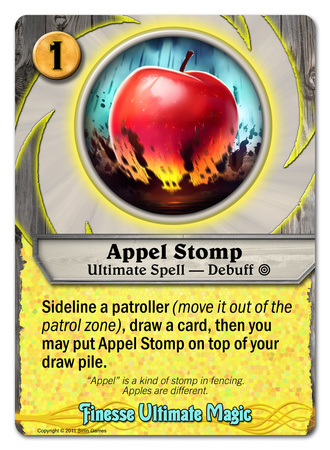 1
Appel Stomp
Ultimate Spell — Debuff ◎
Sideline a patroller (move it out of the
patrol zone), draw a card, then you
may put Appel Stomp on top of your
draw pile.
"Appel" is a kind of stomp in fencing.
Apples are different.
Finesse Ultimate Magic
Copyright © 2011 Sirlin Games